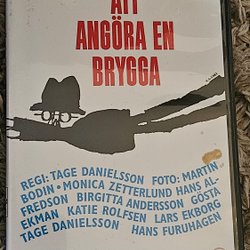 ATT
ANGÖRA EN
BRYGGA
REGI: TAGE DANIELSSON FOTO: MARTIN
BODIN • MONICA ZETTERLUND HANS AL-
FREDSON BIRGITTA ANDERSSON GÖSTA
EKMAN KATIE ROLFSEN LARS EKBORG
TAGE DANIELSSON HANS FURUHAGEN